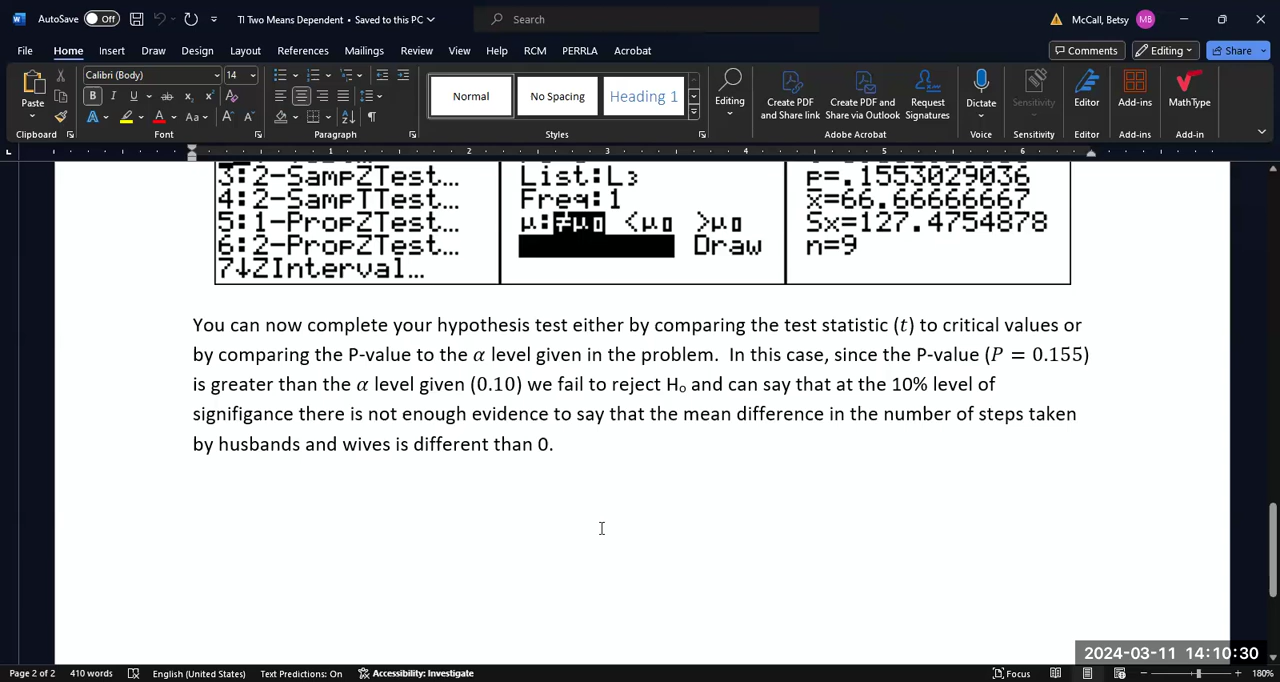 AutoSave Off TI Two Means Dependent • Saved to this PC Search McCall, Betsy MB
File Home Insert Draw Design Layout References Mailings Review View Help RCM PERRLA Acrobat Comments Editing Share
Paste Calibri (Body) 14 Normal No Spacing Heading 1 Editing Create PDF and Share link Create PDF and Share via Outlook Request Signatures Dictate Sensitivity Editor Add-ins MathType
Clipboard Font Paragraph Styles Adobe Acrobat Voice Sensitivity Editor Add-ins Add-in
1 2 3 4 5 6
3:2-SampZTest… List:L₃ p=.1553029036
4:2-SampTTest… Freq:1 x̄=66.66666667
5:1-PropZTest… μ:≠μ₀ <μ₀ >μ₀ Sx=127.4754878
6:2-PropZTest… Draw n=9
7↓ZInterval…
You can now complete your hypothesis test either by comparing the test statistic (t) to critical values or
by comparing the P-value to the α level given in the problem. In this case, since the P-value (P = 0.155)
is greater than the α level given (0.10) we fail to reject Hₒ and can say that at the 10% level of
signifigance there is not enough evidence to say that the mean difference in the number of steps taken
by husbands and wives is different than 0.
2024-03-11 14:10:30
Page 2 of 2 410 words English (United States) Text Predictions: On Accessibility: Investigate Focus 180%